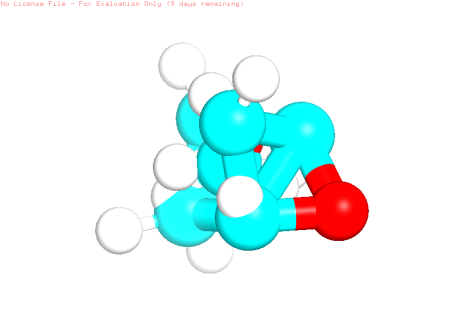 No License File - For Evaluation Only (9 days remaining)